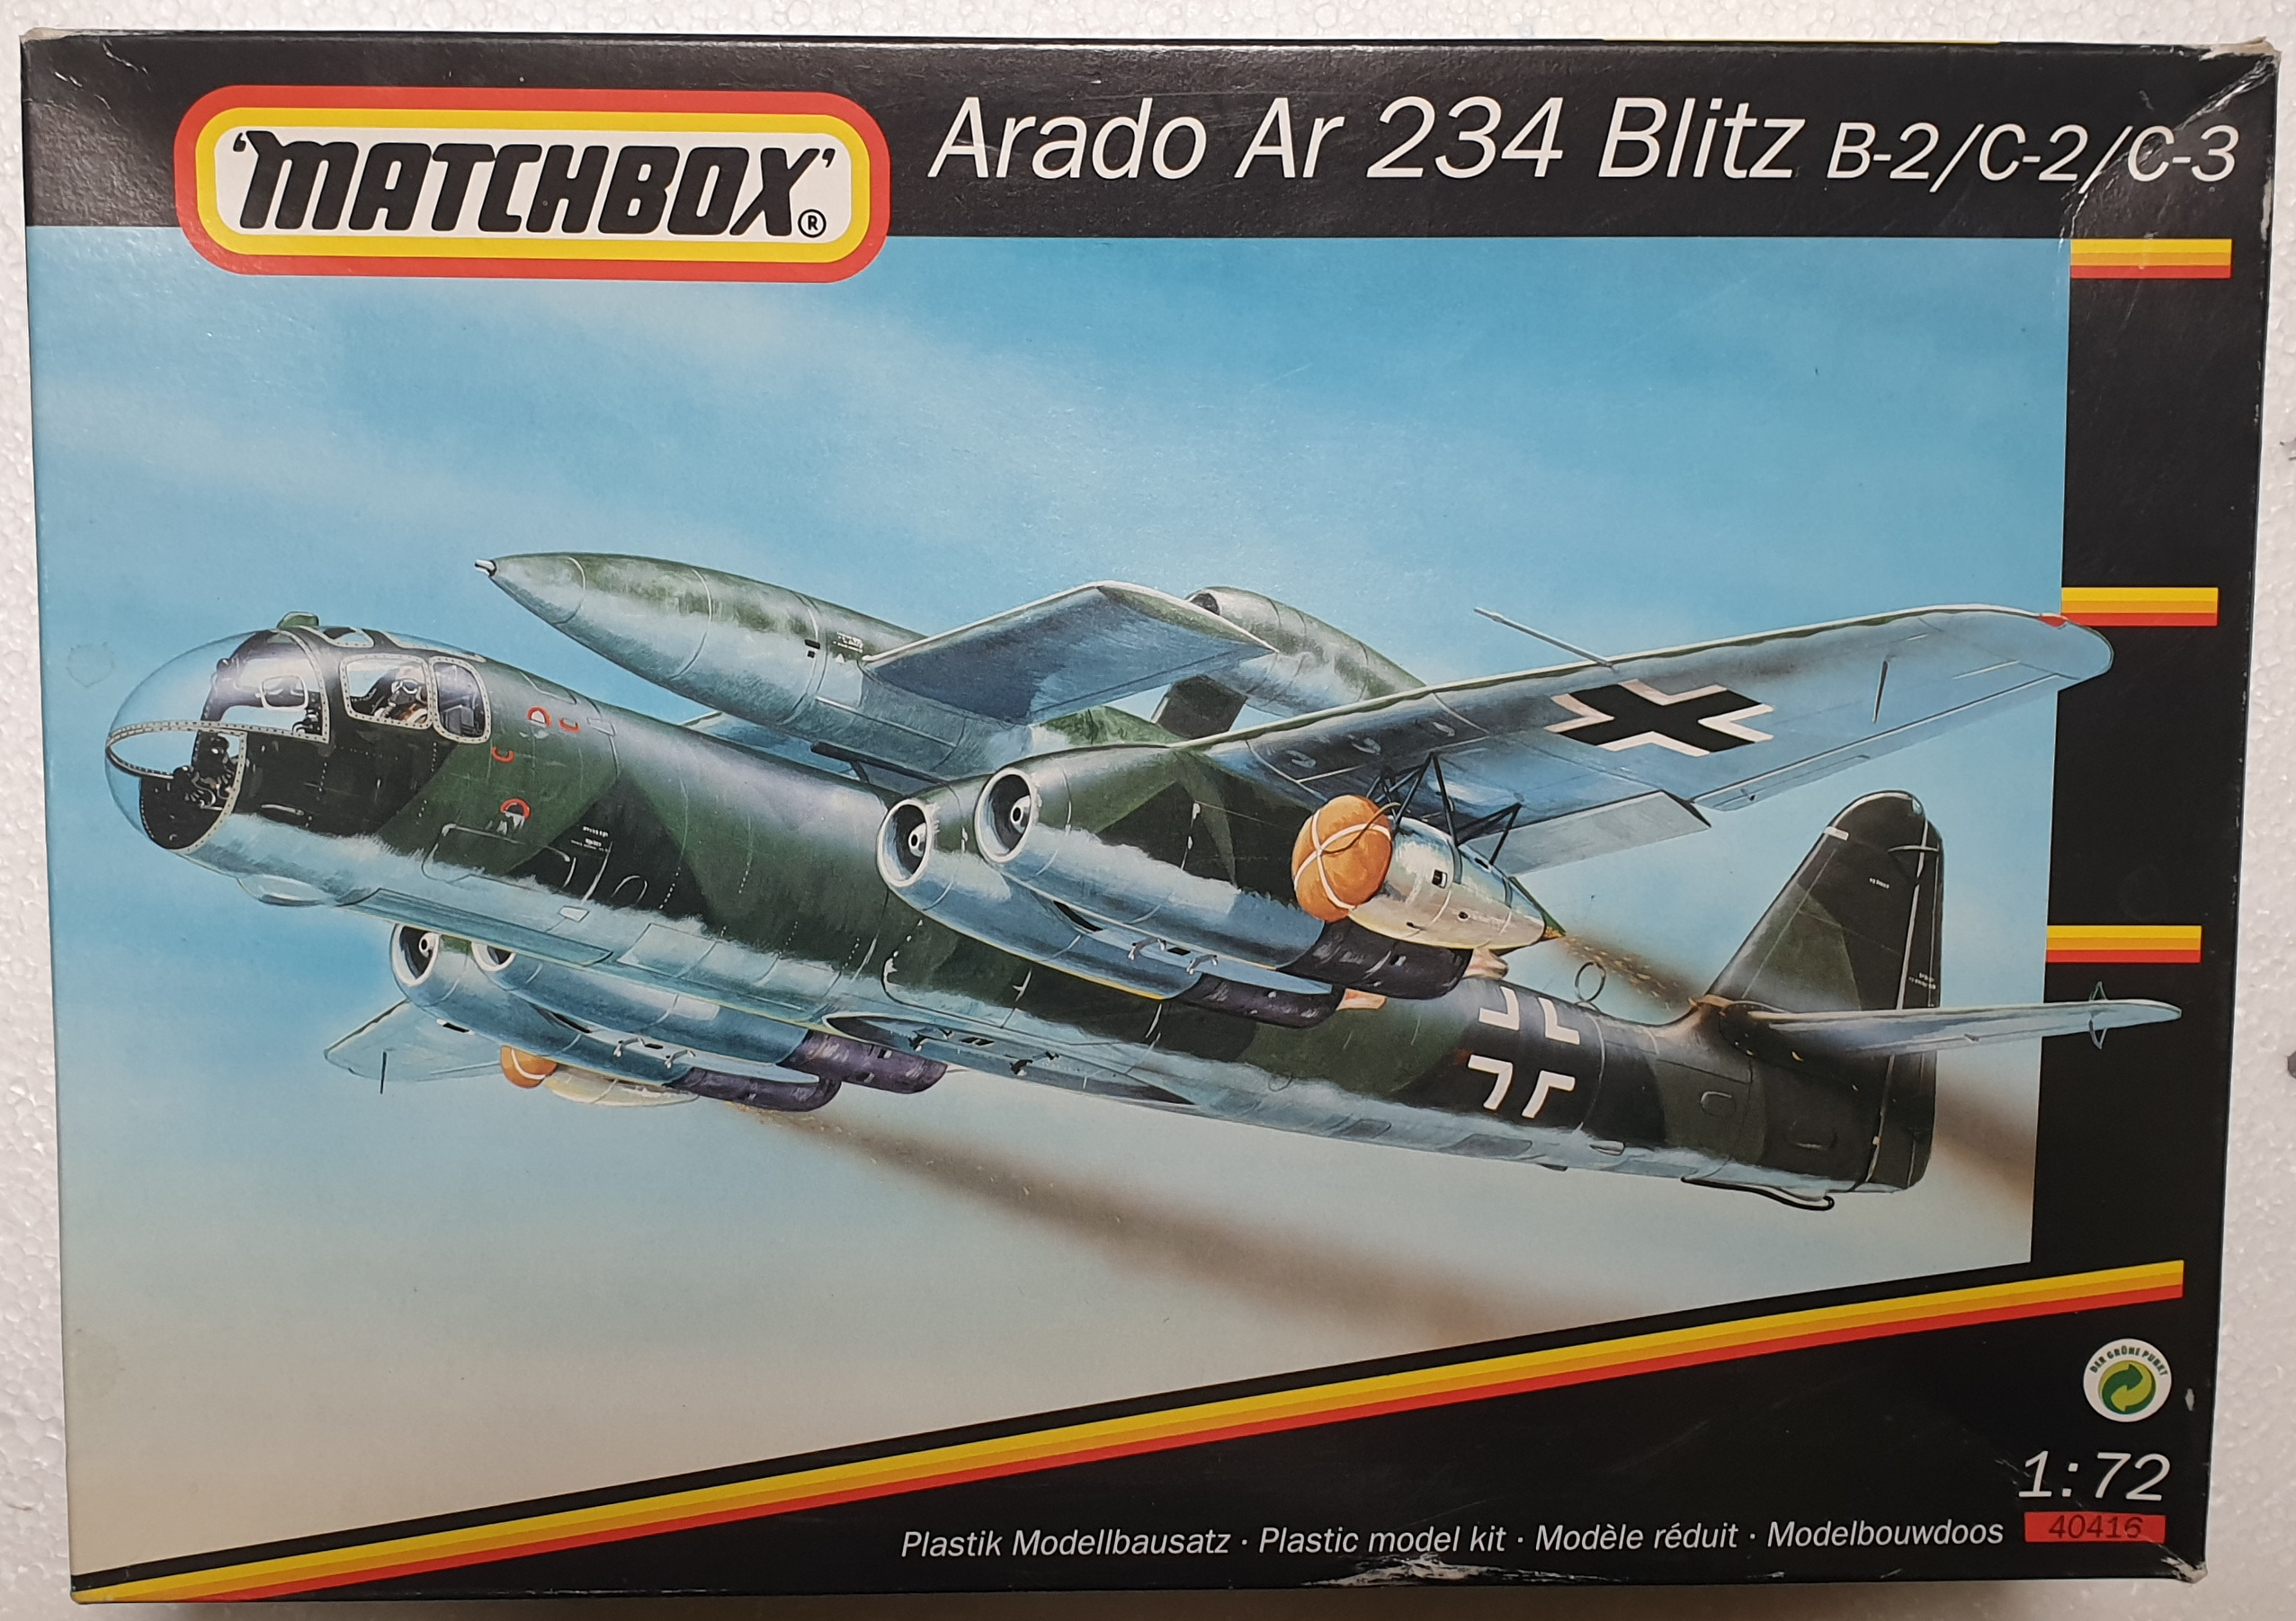 'MATCHBOX'®
Arado Ar 234 Blitz B-2/C-2/C-3
DER GRÜNE PUNKT
1:72
40416
Plastik Modellbausatz · Plastic model kit · Modèle réduit · Modelbouwdoos